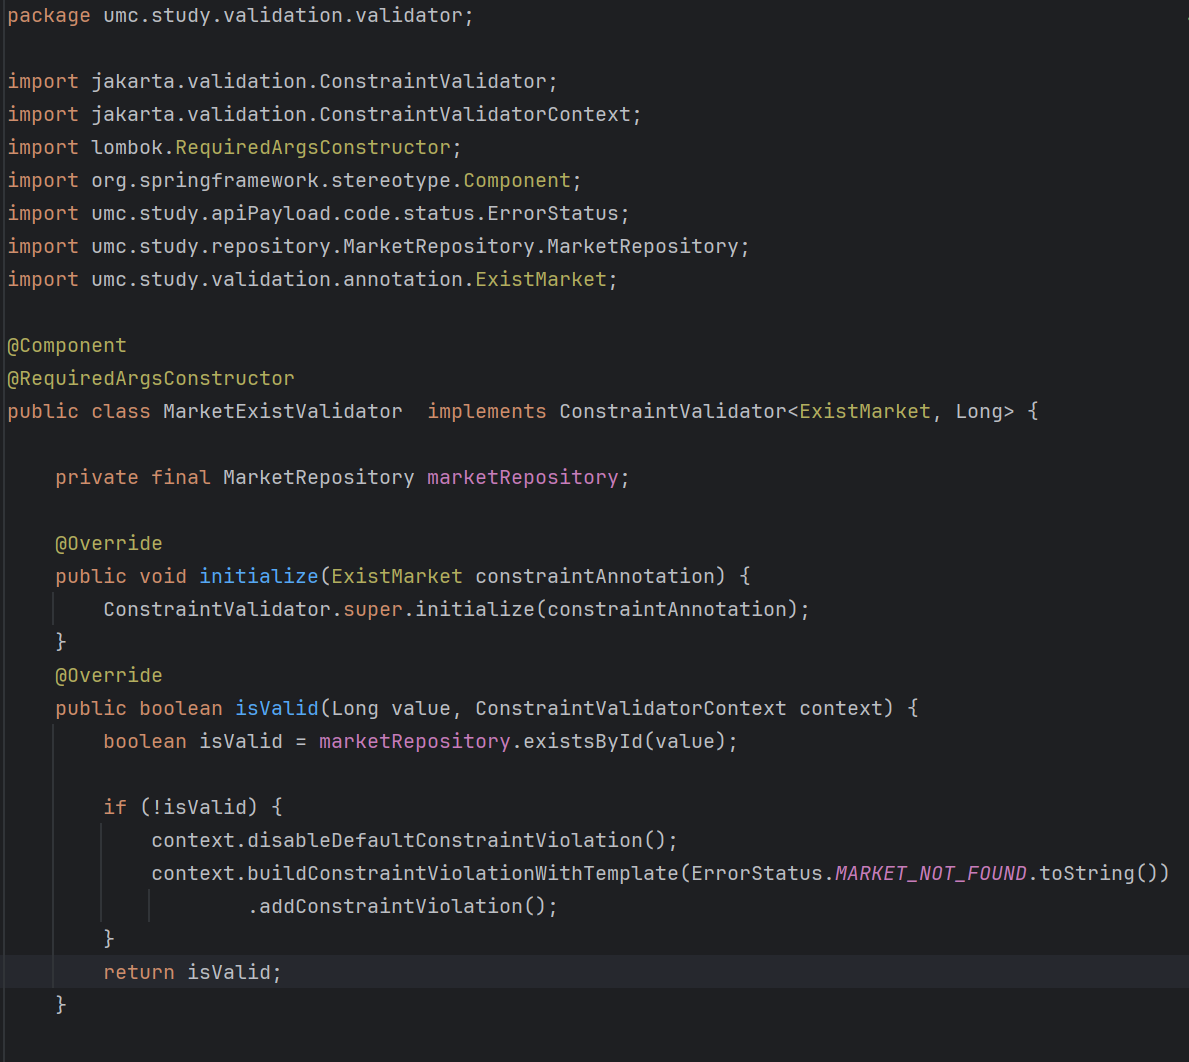 package umc.study.validation.validator;

import jakarta.validation.ConstraintValidator;
import jakarta.validation.ConstraintValidatorContext;
import lombok.RequiredArgsConstructor;
import org.springframework.stereotype.Component;
import umc.study.apiPayload.code.status.ErrorStatus;
import umc.study.repository.MarketRepository.MarketRepository;
import umc.study.validation.annotation.ExistMarket;

@Component
@RequiredArgsConstructor
public class MarketExistValidator  implements ConstraintValidator<ExistMarket, Long> {

    private final MarketRepository marketRepository;

    @Override
    public void initialize(ExistMarket constraintAnnotation) {
        ConstraintValidator.super.initialize(constraintAnnotation);
    }
    @Override
    public boolean isValid(Long value, ConstraintValidatorContext context) {
        boolean isValid = marketRepository.existsById(value);

        if (!isValid) {
            context.disableDefaultConstraintViolation();
            context.buildConstraintViolationWithTemplate(ErrorStatus.MARKET_NOT_FOUND.toString())
                    .addConstraintViolation();
        }
        return isValid;
    }